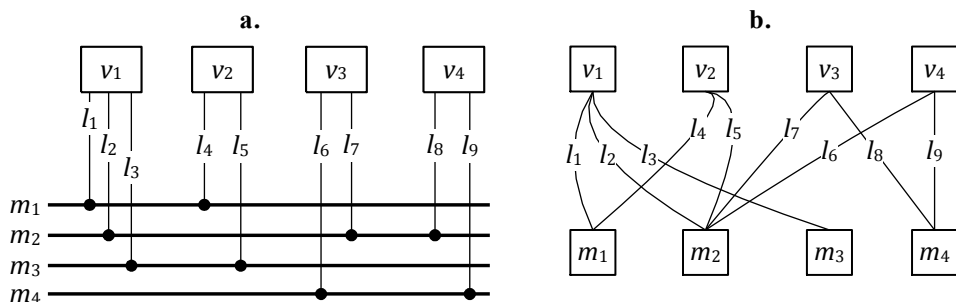 a. b.
v₁ v₂ v₃ v₄ v₁ v₂ v₃ v₄
l₁
l₂ l₄ l₅ l₆ l₇ l₈ l₉ l₄ l₅ l₇
l₃ l₁ l₂ l₃ l₆ l₈ l₉
m₁
m₂ m₁ m₂ m₃ m₄
m₃
m₄